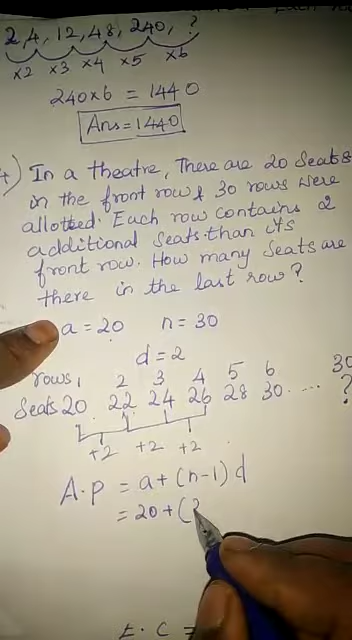 2, 4, 12, 48, 240, ?
×2 ×3 ×4 ×5 ×6
240×6 = 1440
Ans = 1440
In a theatre, There are 20 Seats
in the front row & 30 rows were
allotted. Each row contains 2
additional Seats than its
front row. How many Seats are
there in the last row?
a = 20 n = 30
d = 2
rows 1 2 3 4 5 6 30
Seats 20 22 24 26 28 30 .... ?
+2 +2 +2
A.P = a + (n-1) d
= 20 + (